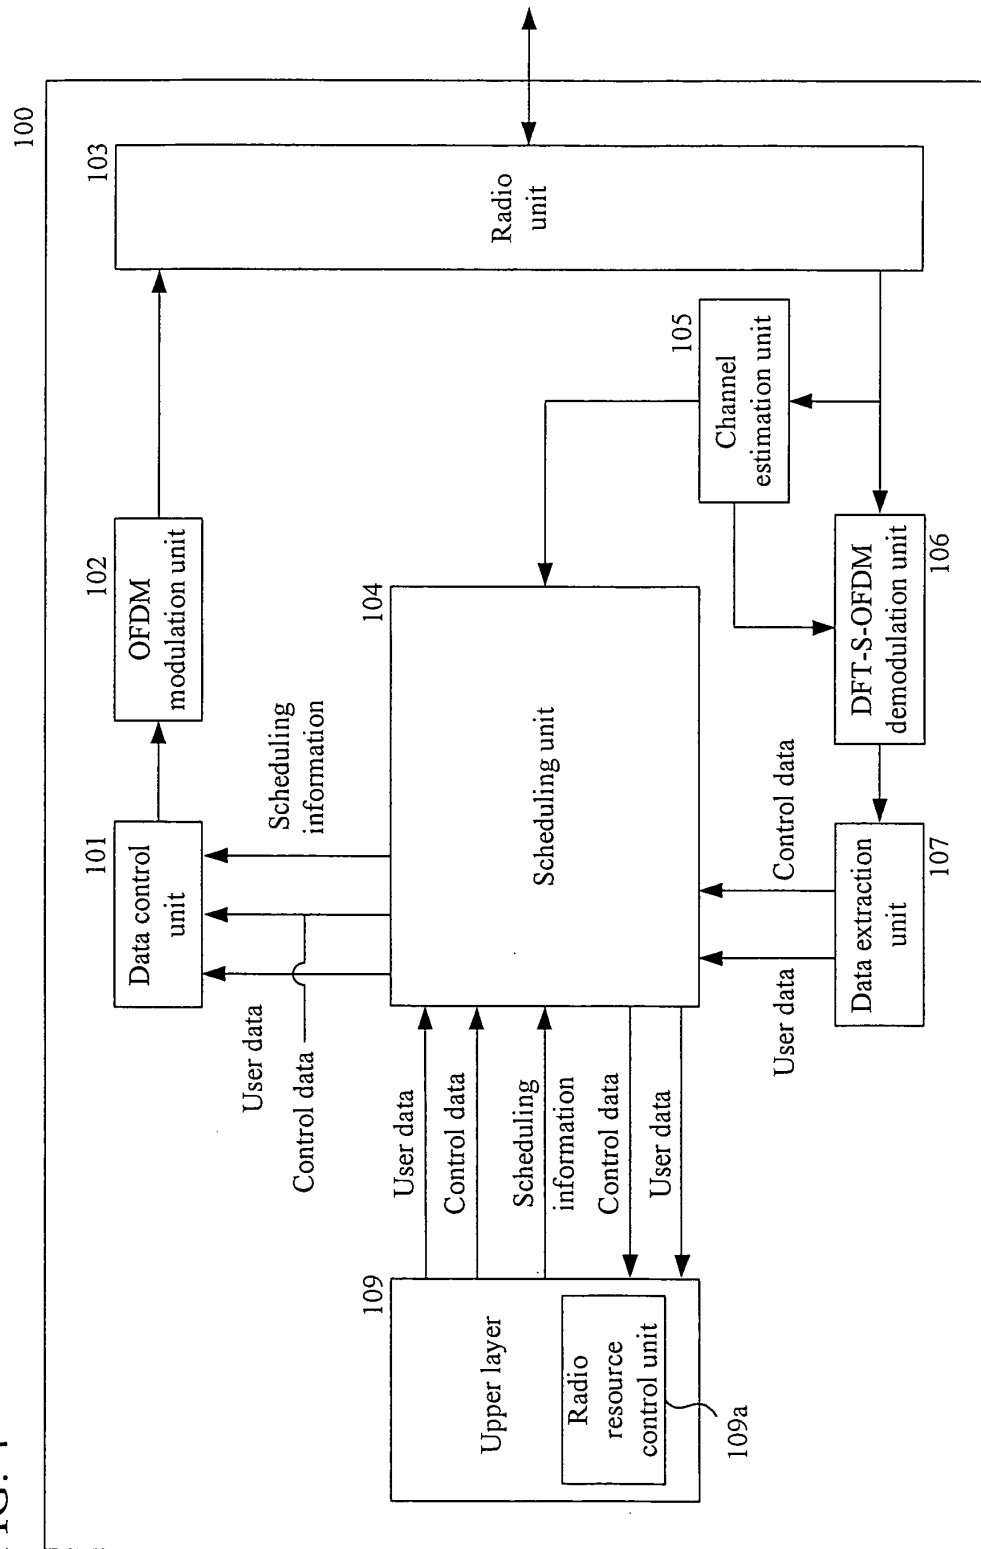 100
109
Upper layer
Radio
resource
control unit
109a
User data
Control data
Scheduling
information
Control data
User data
User data
Control data
Scheduling
information
101
Data control
unit
102
OFDM
modulation unit
103
Radio
unit
104
Scheduling unit
105
Channel
estimation unit
DFT-S-OFDM
demodulation unit
106
Control data
User data
Data extraction
unit
107